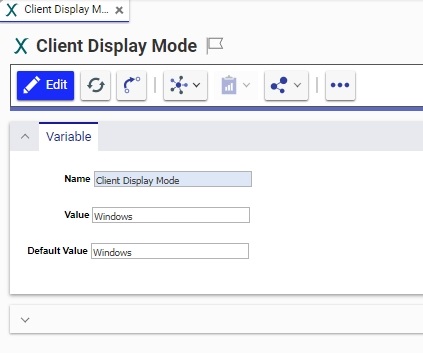 Client Display M...
Client Display Mode
Edit
Variable
Name Client Display Mode
Value Windows
Default Value Windows